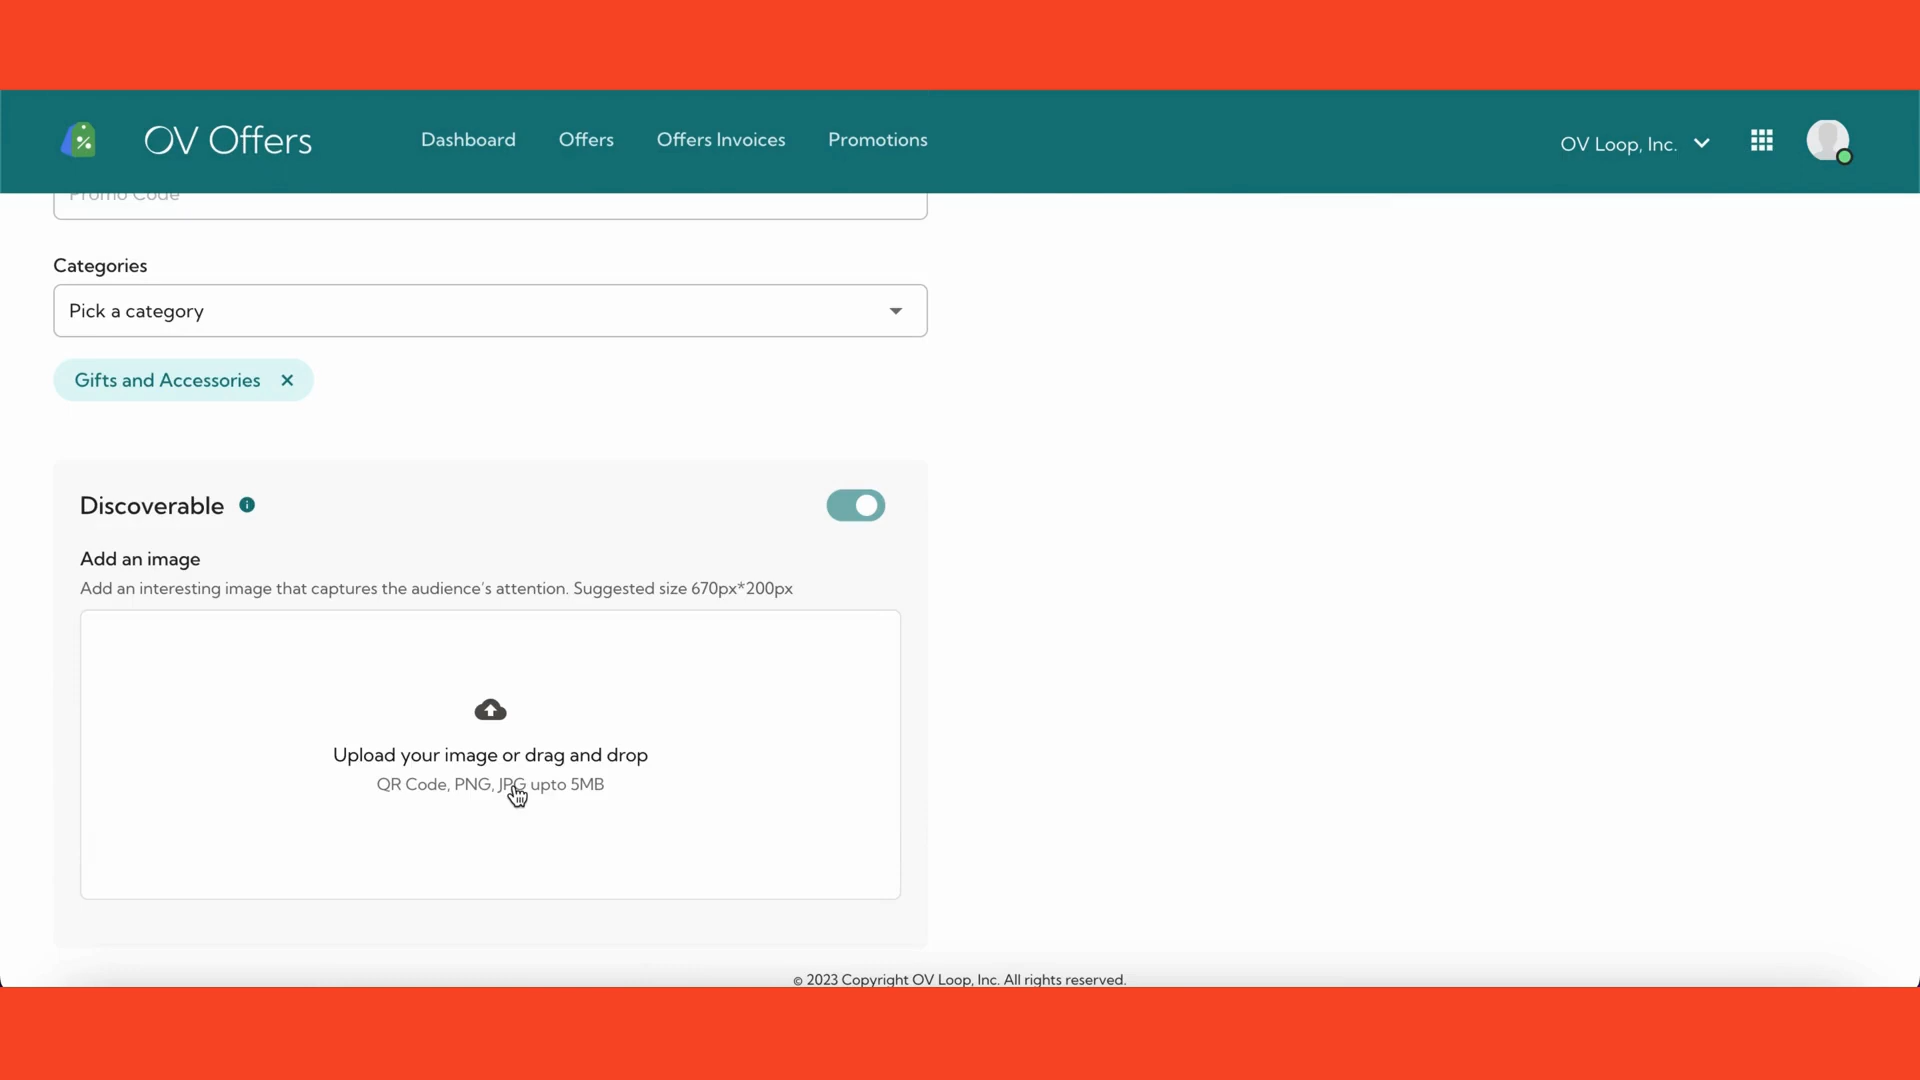 OV Offers
Dashboard
Offers
Offers Invoices
Promotions
OV Loop, Inc.
Promo Code
Categories
Pick a category
Gifts and Accessories
Discoverable
Add an image
Add an interesting image that captures the audience’s attention. Suggested size 670px*200px
Upload your image or drag and drop
QR Code, PNG, JPG upto 5MB
© 2023 Copyright OV Loop, Inc. All rights reserved.